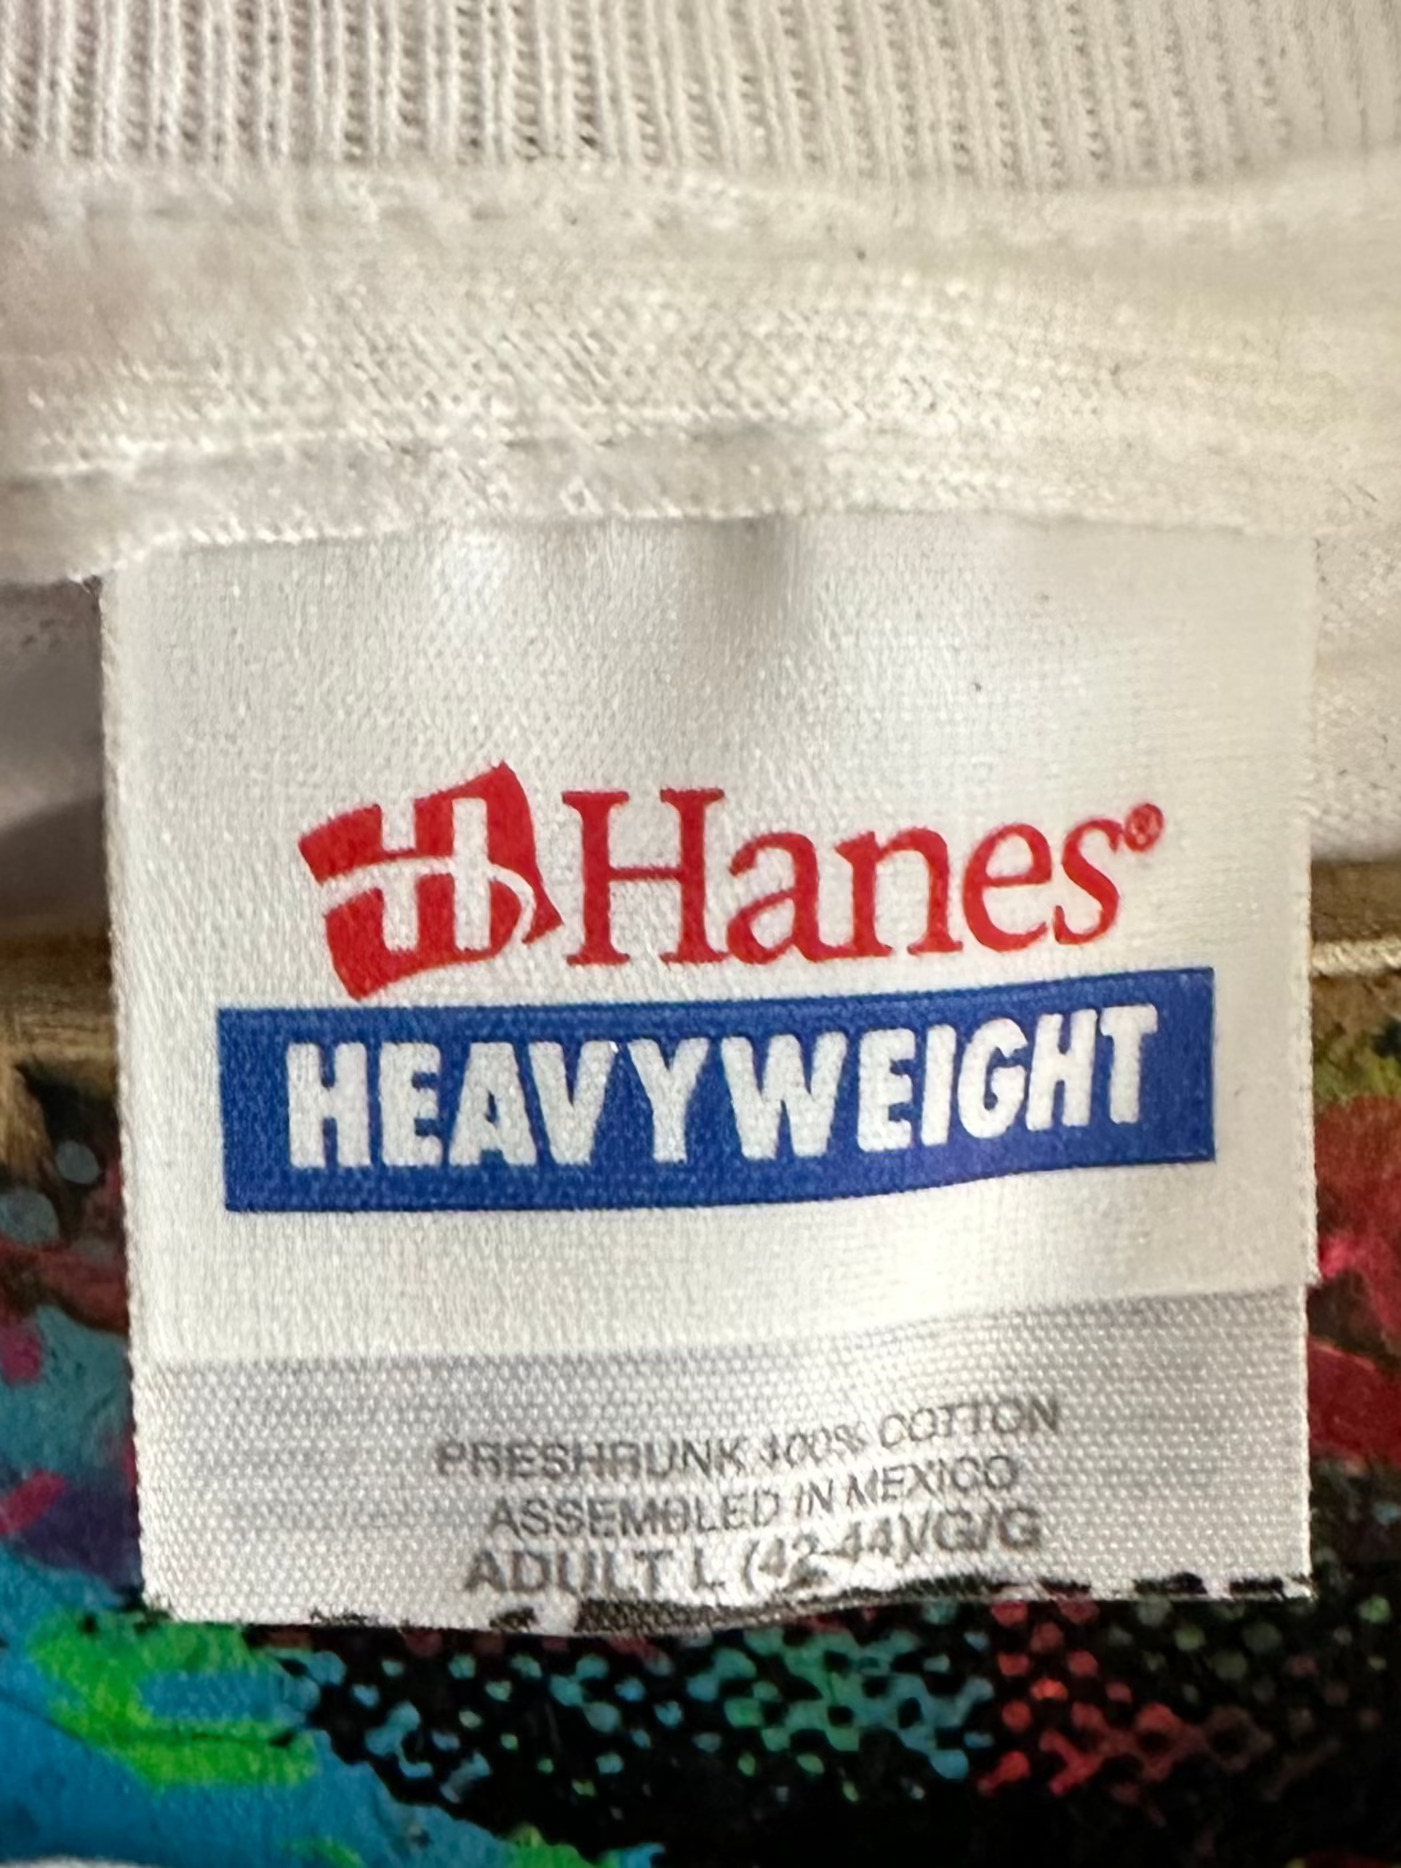 H Hanes®
HEAVYWEIGHT
PRESHRUNK 100% COTTON
ASSEMBLED IN MEXICO
ADULT L (42-44)/G/G